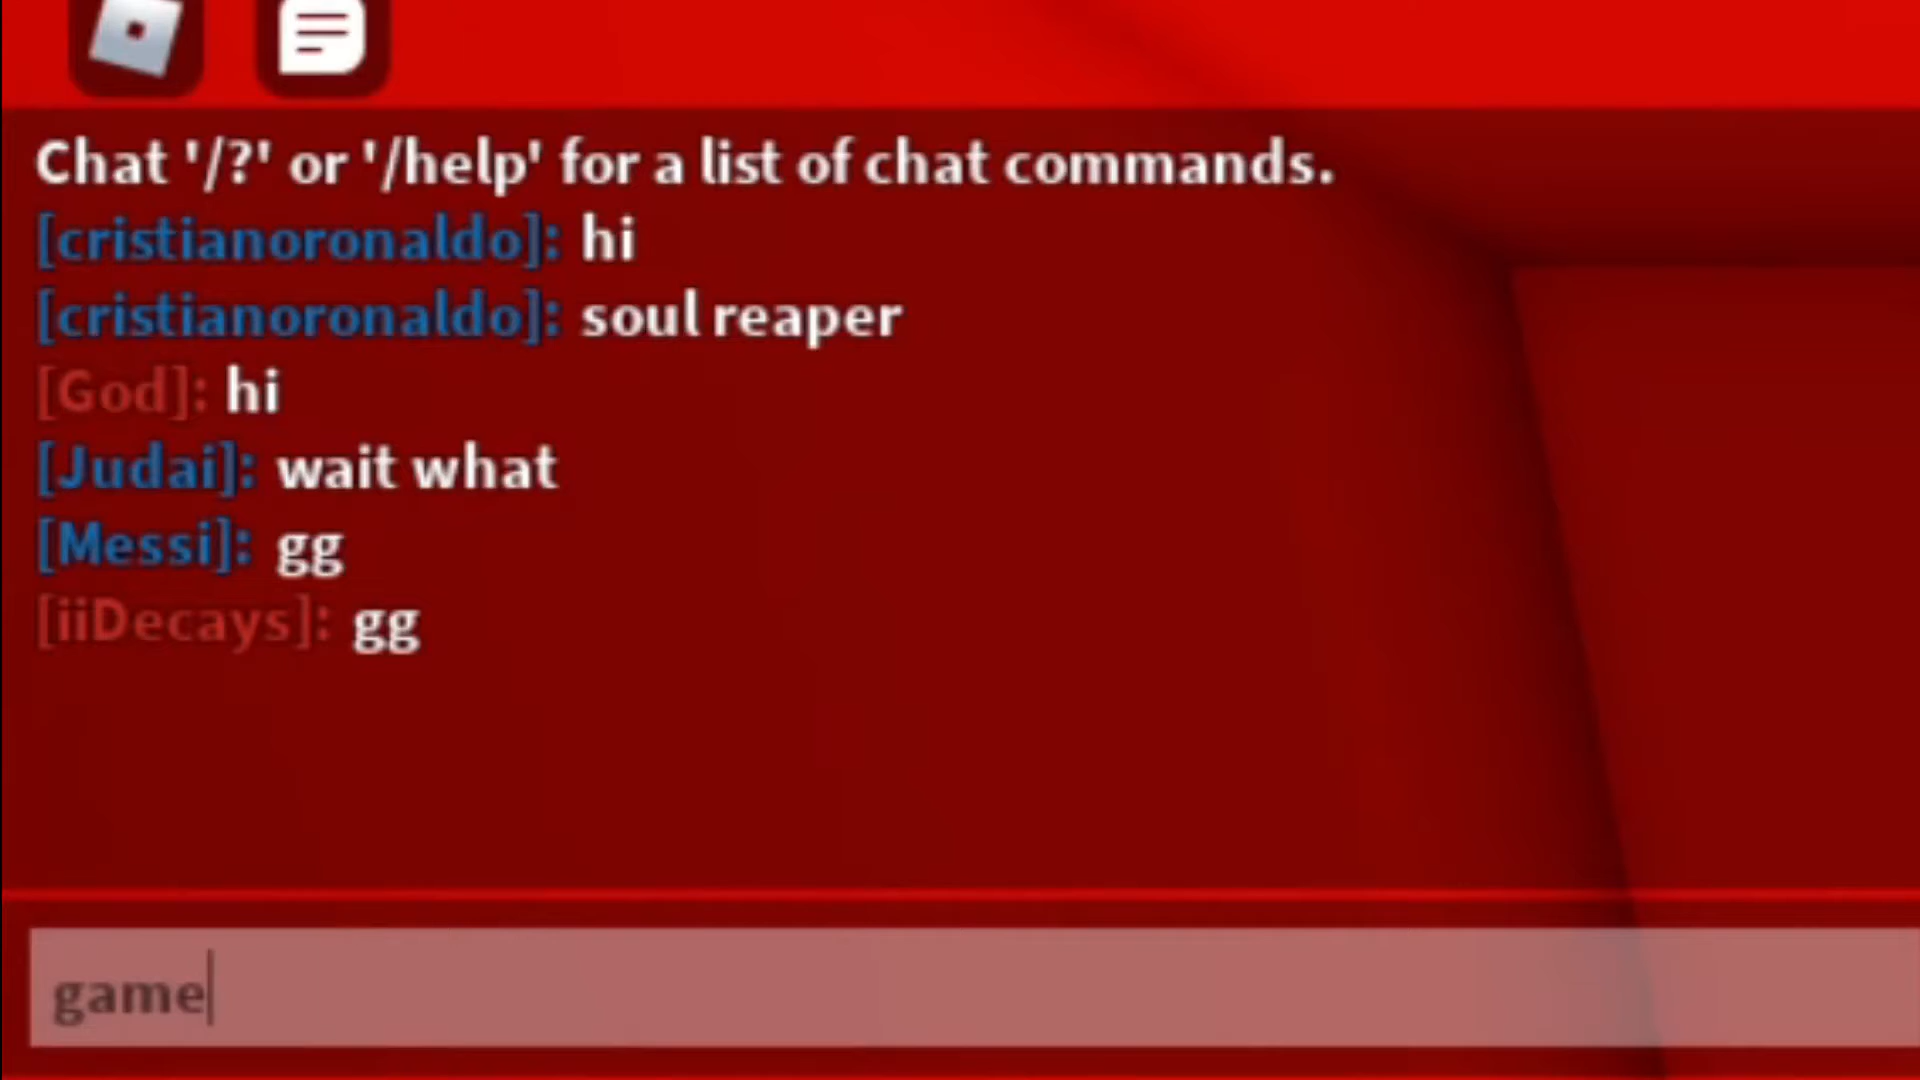 Chat '/?' or '/help' for a list of chat commands.
[cristianoronaldo]: hi
[cristianoronaldo]: soul reaper
[God]: hi
[Judai]: wait what
[Messi]: gg
[iiDecays]: gg
game